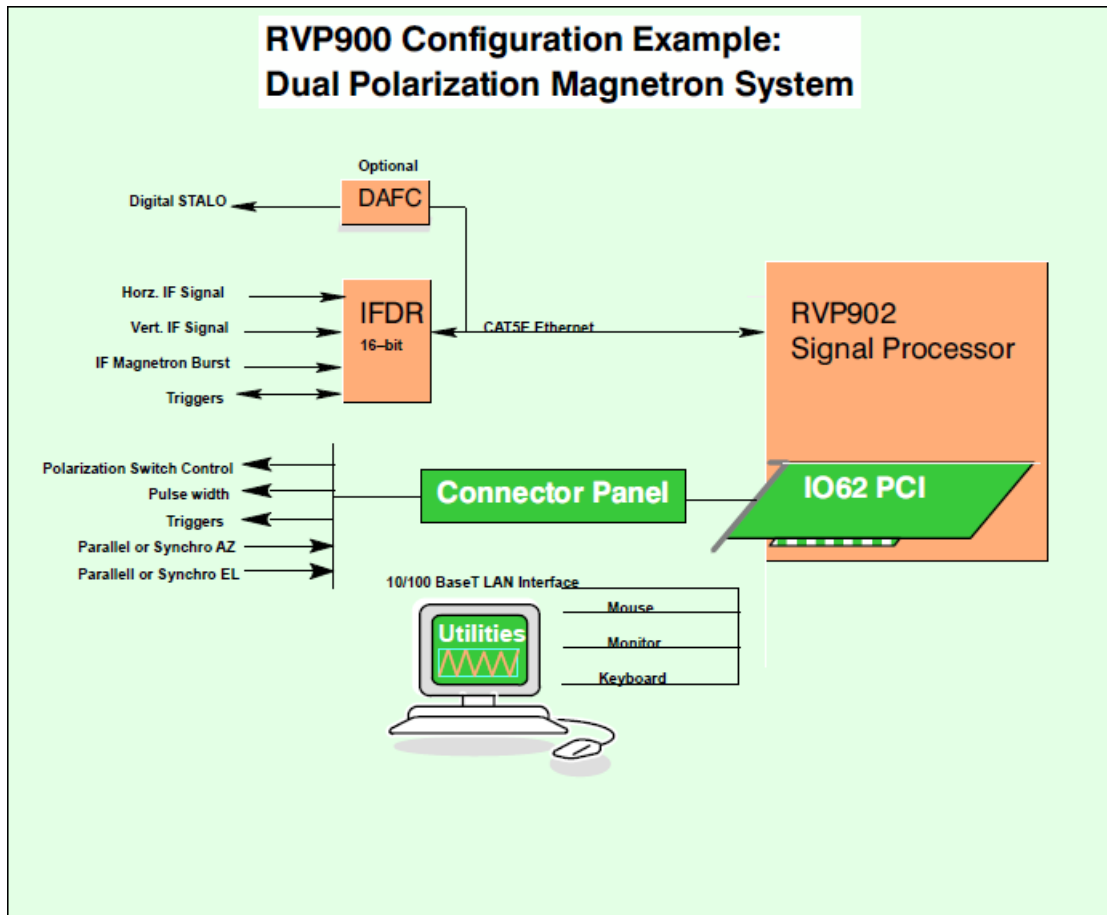 RVP900 Configuration Example:
Dual Polarization Magnetron System
Optional
DAFC
Digital STALO
Horz. IF Signal
Vert. IF Signal
IF Magnetron Burst
Triggers
IFDR
16–bit
CAT5E Ethernet
RVP902
Signal Processor
Polarization Switch Control
Pulse width
Triggers
Parallel or Synchro AZ
Parallell or Synchro EL
Connector Panel
IO62 PCI
10/100 BaseT LAN Interface
Mouse
Monitor
Keyboard
Utilities